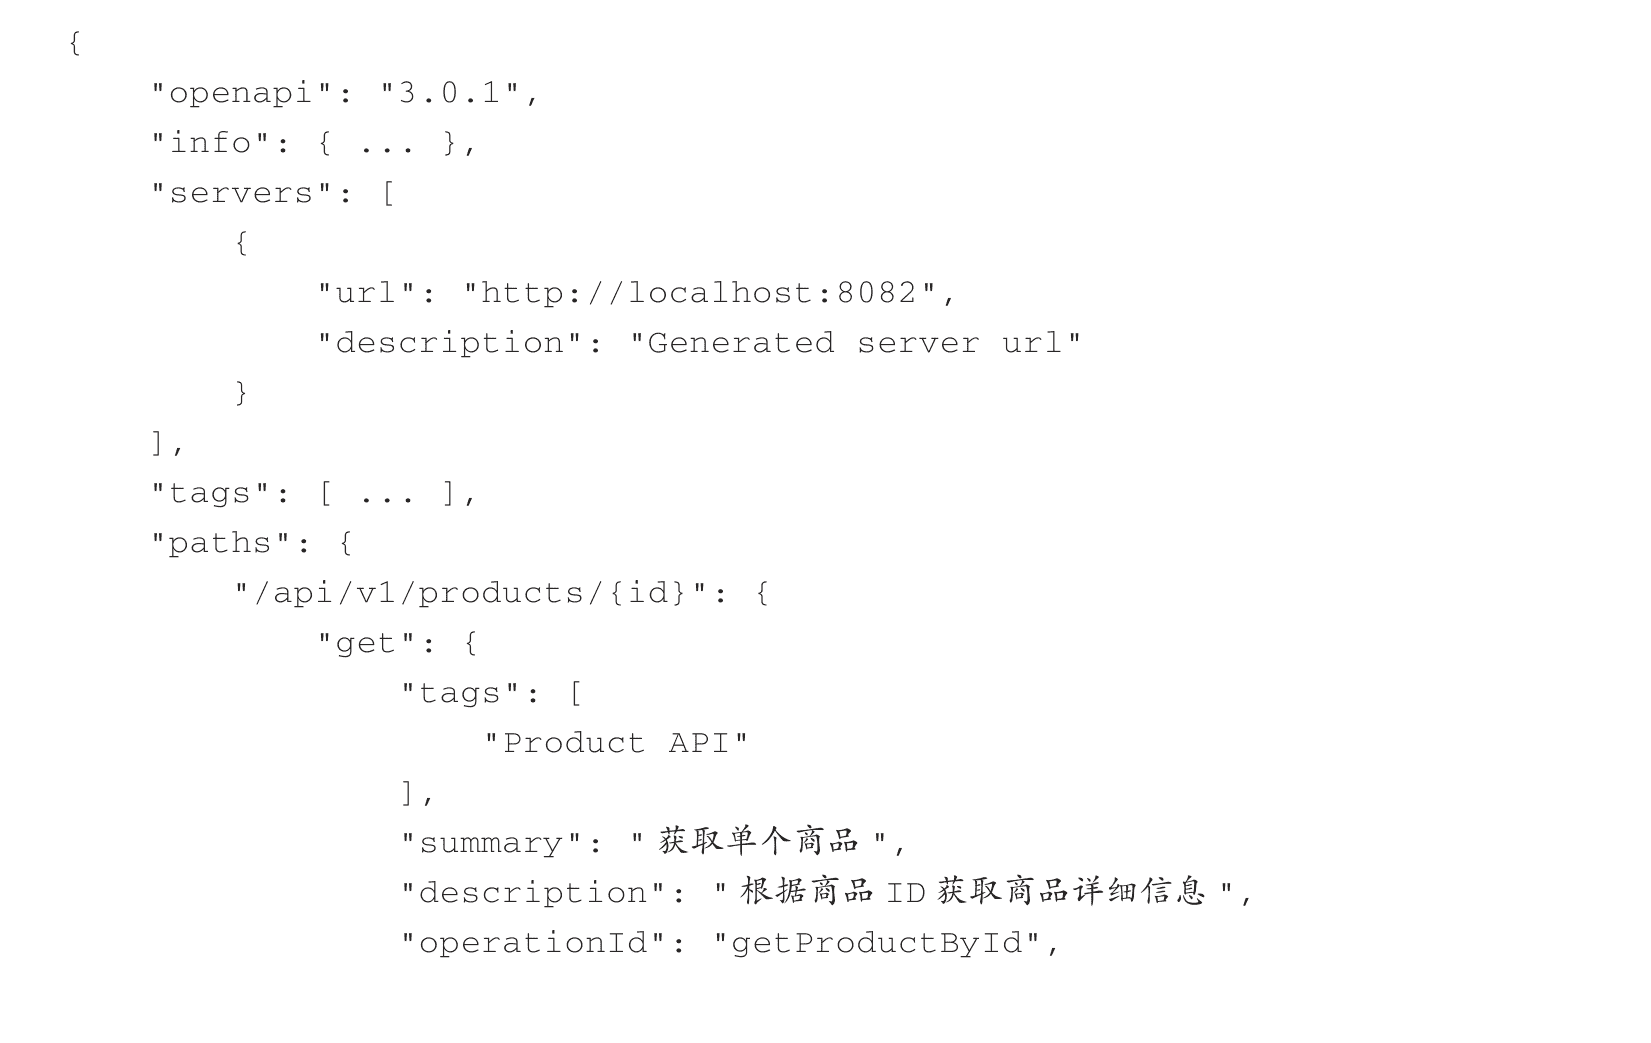 {
    "openapi": "3.0.1",
    "info": { ... },
    "servers": [
        {
            "url": "http://localhost:8082",
            "description": "Generated server url"
        }
    ],
    "tags": [ ... ],
    "paths": {
        "/api/v1/products/{id}": {
            "get": {
                "tags": [
                    "Product API"
                ],
                "summary": " 获取单个商品 ",
                "description": " 根据商品 ID 获取商品详细信息 ",
                "operationId": "getProductById",